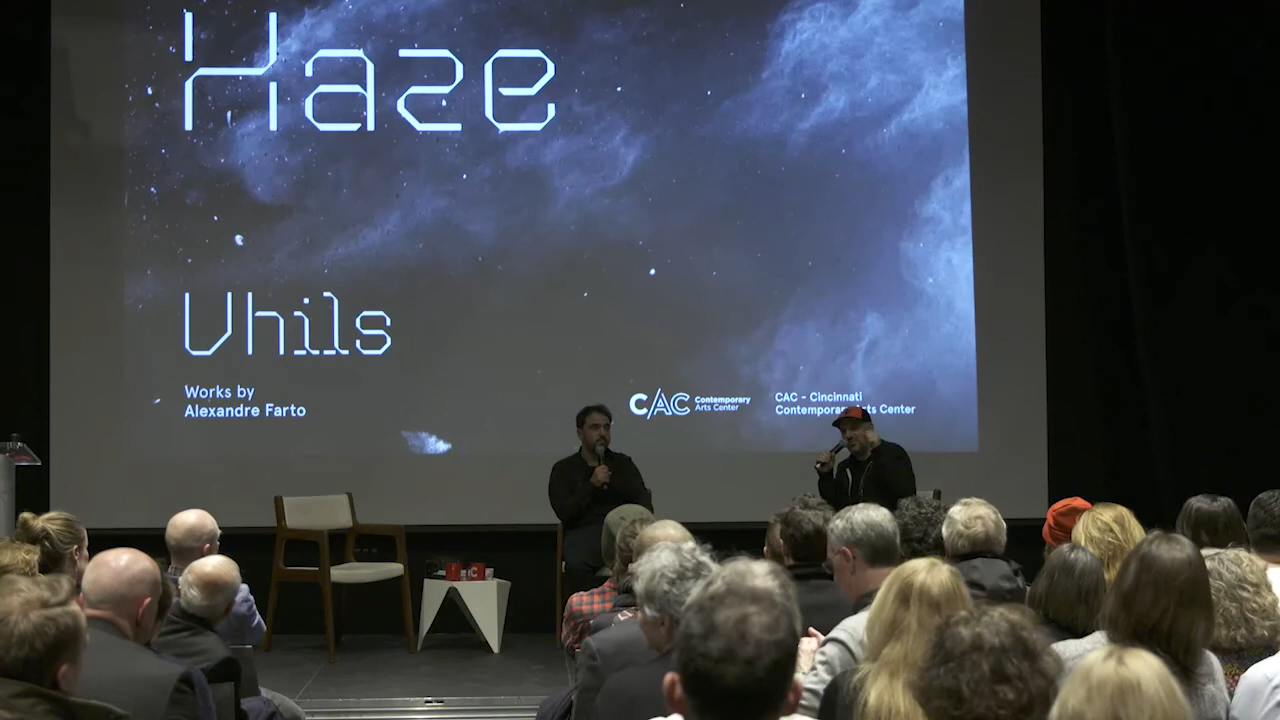 Haze
Vhils
Works by
Alexandre Farto
CAC Contemporary
Arts Center
CAC - Cincinnati
Contemporary Arts Center